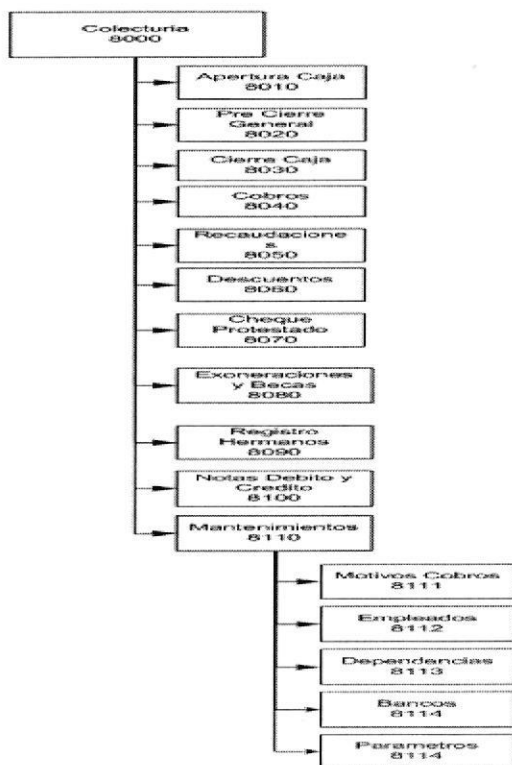 Colecturia
8000
Apertura Caja
8010
Pre Cierre
General
8020
Cierre Caja
8030
Cobros
8040
Recaudacione
s
8050
Descuentos
8060
Cheque
Protestado
8070
Exoneraciones
y Becas
8080
Registro
Hermanos
8090
Notas Debito y
Credito
8100
Mantenimientos
8110
Motivos Cobros
8111
Empleados
8112
Dependencias
8113
Bancos
8114
Parametros
8114